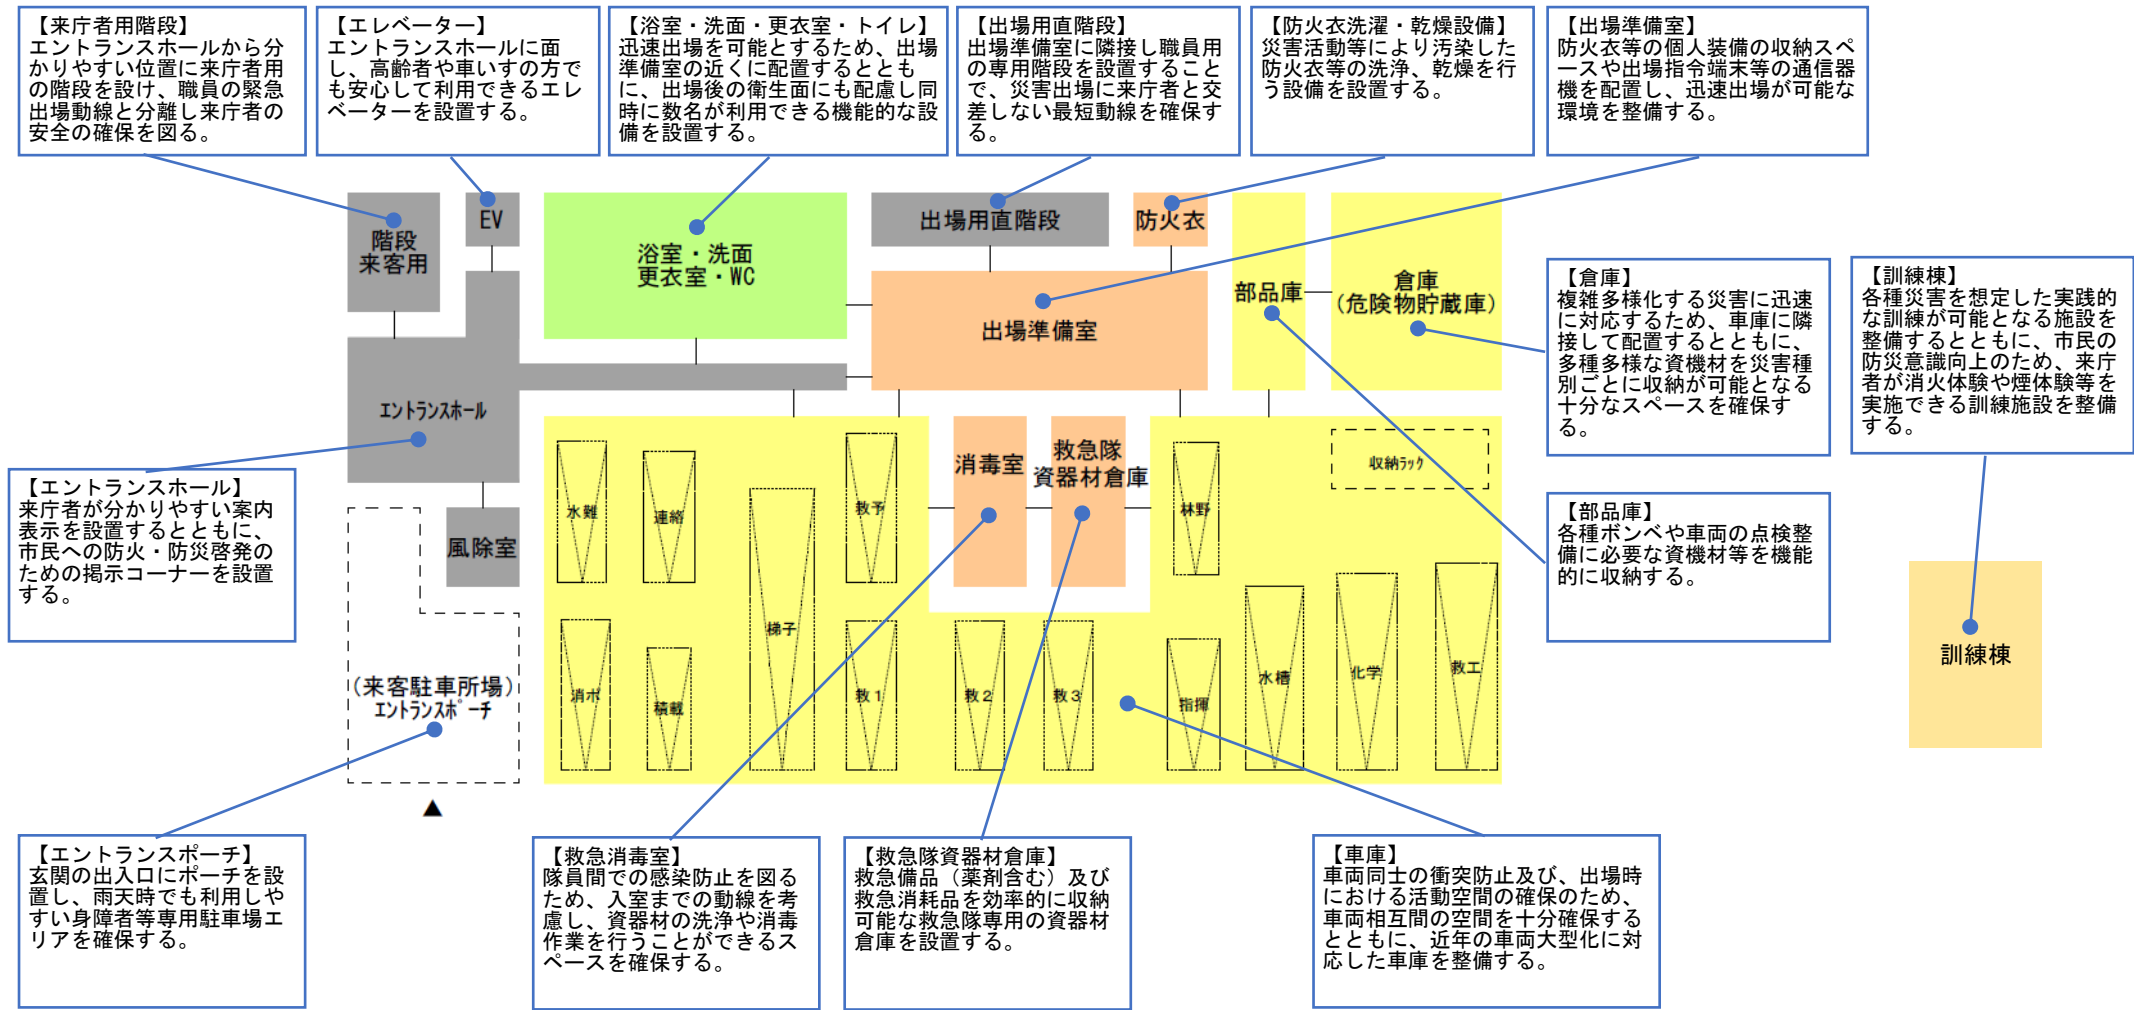 【来庁者用階段】
エントランスホールから分
かりやすい位置に来庁者用
の階段を設け、職員の緊急
出場動線と分離し来庁者の
安全の確保を図る。
【エレベーター】
エントランスホールに面
し、高齢者や車いすの方で
も安心して利用できるエレ
ベーターを設置する。
【浴室・洗面・更衣室・トイレ】
迅速出場を可能とするため、出場
準備室の近くに配置するととも
に、出場後の衛生面にも配慮し同
時に数名が利用できる機能的な設
備を設置する。
【出場用直階段】
出場準備室に隣接し職員用
の専用階段を設置すること
で、災害出場に来庁者と交
差しない最短動線を確保す
る。
【防火衣洗濯・乾燥設備】
災害活動等により汚染した
防火衣等の洗浄、乾燥を行
う設備を設置する。
【出場準備室】
防火衣等の個人装備の収納スペ
ースや出場指令端末等の通信器
機を配置し、迅速出場が可能な
環境を整備する。
階段
来客用
EV
浴室・洗面
更衣室・WC
出場用直階段
防火衣
出場準備室
部品庫
倉庫
(危険物貯蔵庫)
【倉庫】
複雑多様化する災害に迅速
に対応するため、車庫に隣
接して配置するとともに、
多種多様な資機材を災害種
別ごとに収納が可能となる
十分なスペースを確保す
る。
【訓練棟】
各種災害を想定した実践的
な訓練が可能となる施設を
整備するとともに、市民の
防災意識向上のため、来庁
者が消火体験や煙体験等を
実施できる訓練施設を整備
する。
エントランスホール
【エントランスホール】
来庁者が分かりやすい案内
表示を設置するとともに、
市民への防火・防災啓発の
ための掲示コーナーを設置
する。
風除室
水難
連絡
救予
消毒室
救急隊
資器材倉庫
林野
収納ラック
【部品庫】
各種ボンベや車両の点検整
備に必要な資機材等を機能
的に収納する。
(来客駐車所場)
エントランスポーチ
消ポ
積載
梯子
救1
救2
救3
指揮
水槽
化学
救工
訓練棟
▲
【エントランスポーチ】
玄関の出入口にポーチを設
置し、雨天時でも利用しや
すい身障者等専用駐車場エ
リアを確保する。
【救急消毒室】
隊員間での感染防止を図る
ため、入室までの動線を考
慮し、資器材の洗浄や消毒
作業を行うことができるス
ペースを確保する。
【救急隊資器材倉庫】
救急備品（薬剤含む）及び
救急消耗品を効率的に収納
可能な救急隊専用の資器材
倉庫を設置する。
【車庫】
車両同士の衝突防止及び、出場時
における活動空間の確保のため、
車両相互間の空間を十分確保する
とともに、近年の車両大型化に対
応した車庫を整備する。